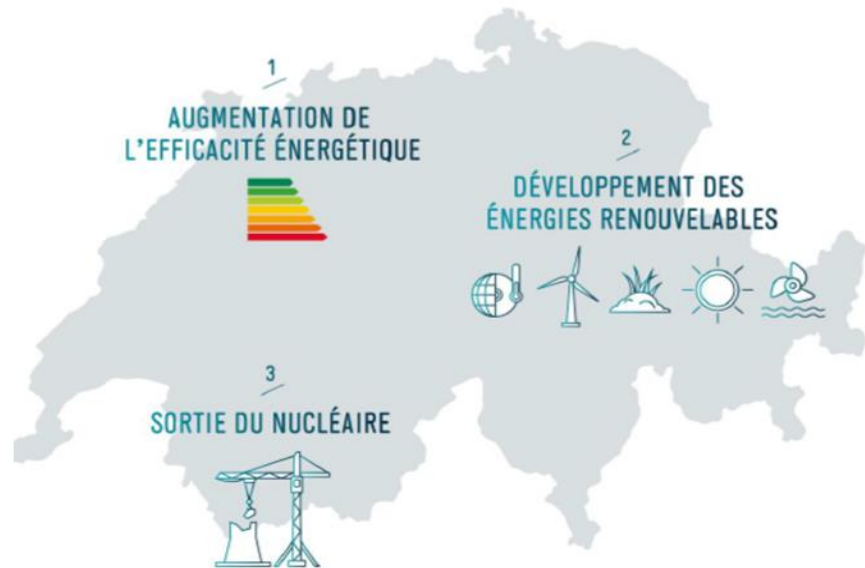 1
AUGMENTATION DE
L'EFFICACITÉ ÉNERGÉTIQUE
2
DÉVELOPPEMENT DES
ÉNERGIES RENOUVELABLES
3
SORTIE DU NUCLÉAIRE